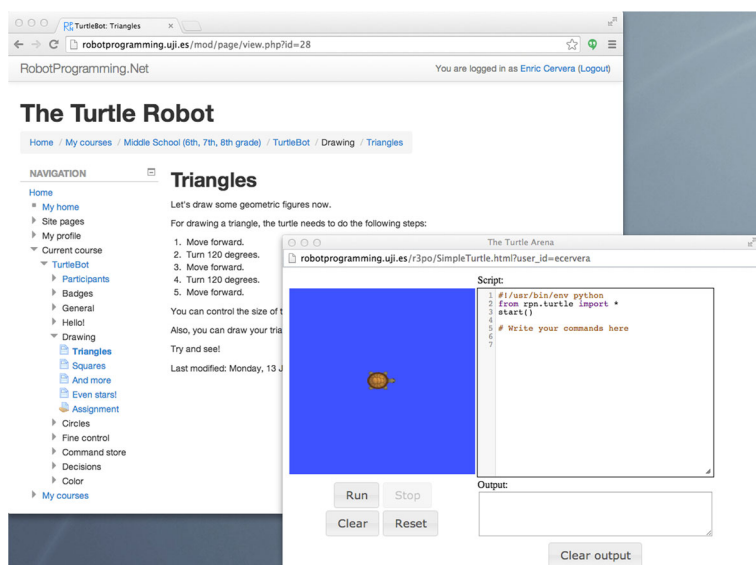 TurtleBot: Triangles
robotprogramming.uji.es/mod/page/view.php?id=28
RobotProgramming.Net
You are logged in as Enric Cervera (Logout)
The Turtle Robot
Home / My courses / Middle School (6th, 7th, 8th grade) / TurtleBot / Drawing / Triangles
NAVIGATION
Home
My home
Site pages
My profile
Current course
TurtleBot
Participants
Badges
General
Hello!
Drawing
Triangles
Squares
And more
Even stars!
Assignment
Circles
Fine control
Command store
Decisions
Color
My courses
Triangles
Let's draw some geometric figures now.
For drawing a triangle, the turtle needs to do the following steps:
1. Move forward.
2. Turn 120 degrees.
3. Move forward.
4. Turn 120 degrees.
5. Move forward.
You can control the size of
Also, you can draw your
Try and see!
Last modified: Monday, 13
The Turtle Arena
robotprogramming.uji.es/r3po/SimpleTurtle.html?user_id=ecervera
Script:
1 #!/usr/bin/env python
2 from rpn.turtle import *
3 start()
4
5 # Write your commands here
6
7
Run
Stop
Clear
Reset
Output:
Clear output